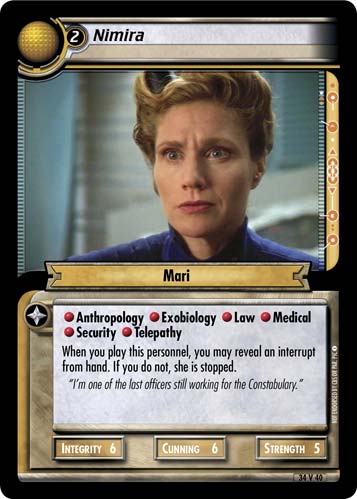 2 Nimira
Mari
Anthropology Exobiology Law Medical
Security Telepathy
When you play this personnel, you may reveal an interrupt
from hand. If you do not, she is stopped.
"I'm one of the last officers still working for the Constabulary."
INTEGRITY 6 CUNNING 6 STRENGTH 5
34 V 40